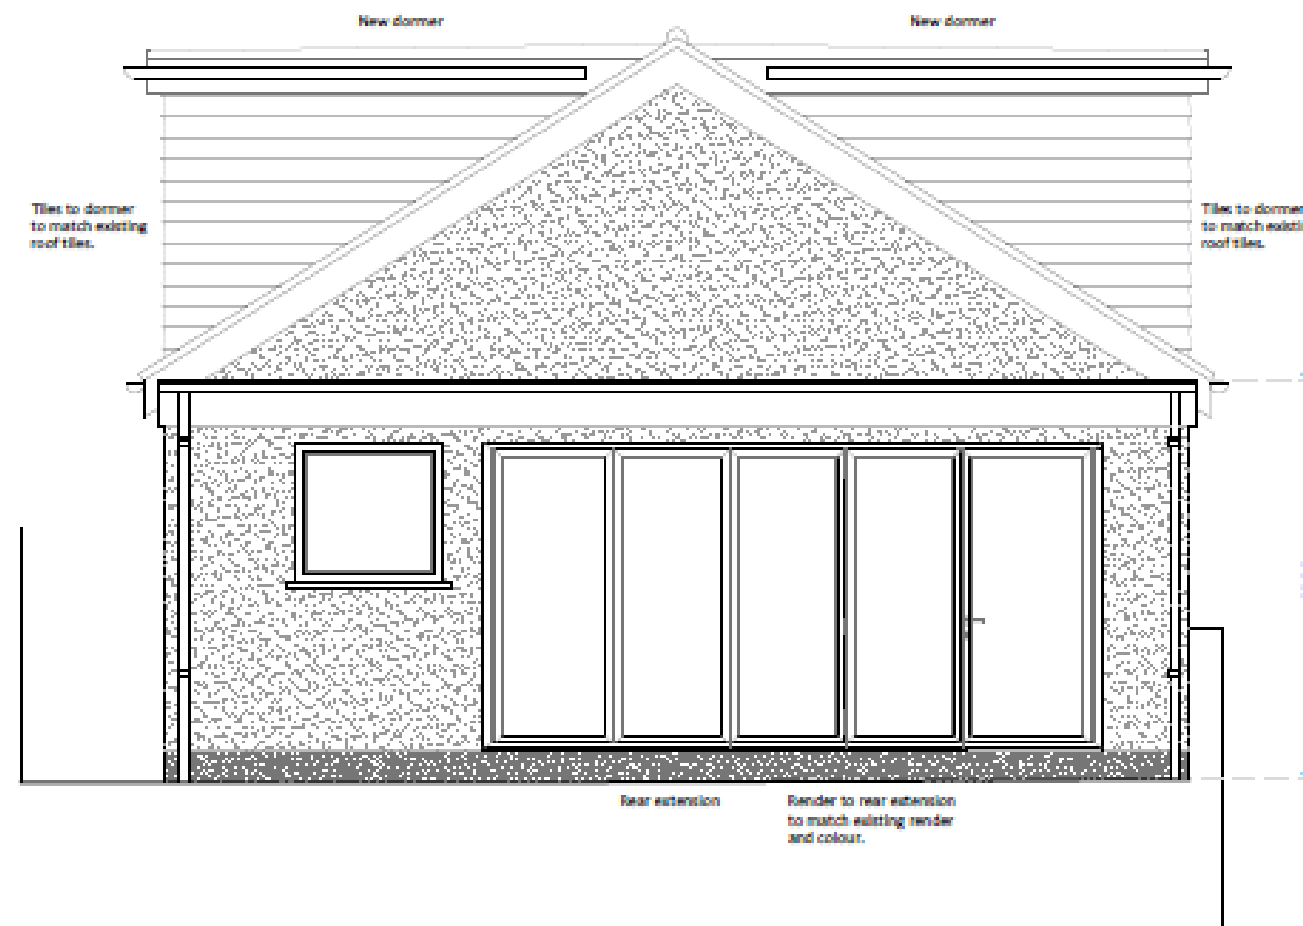 New dormer
New dormer
Tiles to dormer
to match existing
roof tiles.
Tiles to dormer
to match existi
roof tiles.
Rear extension
Render to rear extension
to match existing render
and colour.